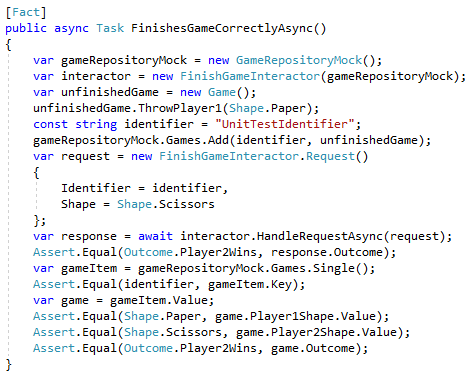 [Fact]
public async Task FinishesGameCorrectlyAsync()
{
    var gameRepositoryMock = new GameRepositoryMock();
    var interactor = new FinishGameInteractor(gameRepositoryMock);
    var unfinishedGame = new Game();
    unfinishedGame.ThrowPlayer1(Shape.Paper);
    const string identifier = "UnitTestIdentifier";
    gameRepositoryMock.Games.Add(identifier, unfinishedGame);
    var request = new FinishGameInteractor.Request()
    {
        Identifier = identifier,
        Shape = Shape.Scissors
    };
    var response = await interactor.HandleRequestAsync(request);
    Assert.Equal(Outcome.Player2Wins, response.Outcome);
    var gameItem = gameRepositoryMock.Games.Single();
    Assert.Equal(identifier, gameItem.Key);
    var game = gameItem.Value;
    Assert.Equal(Shape.Paper, game.Player1Shape.Value);
    Assert.Equal(Shape.Scissors, game.Player2Shape.Value);
    Assert.Equal(Outcome.Player2Wins, game.Outcome);
}